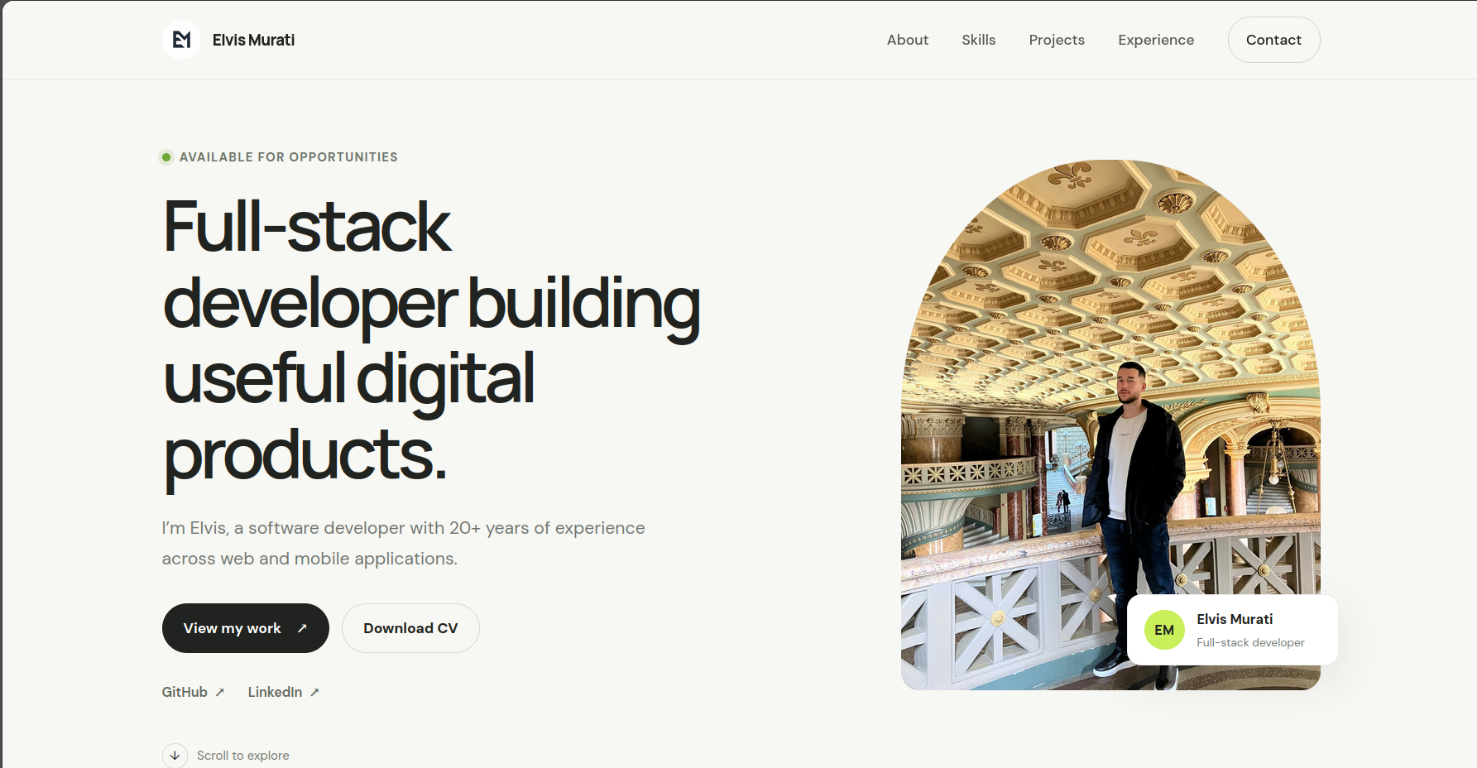 EM Elvis Murati
About Skills Projects Experience Contact
AVAILABLE FOR OPPORTUNITIES
Full-stack
developer building
useful digital
products.
I’m Elvis, a software developer with 20+ years of experience
across web and mobile applications.
View my work ↗ Download CV
GitHub ↗ LinkedIn ↗
Scroll to explore
EM
Elvis Murati
Full-stack developer